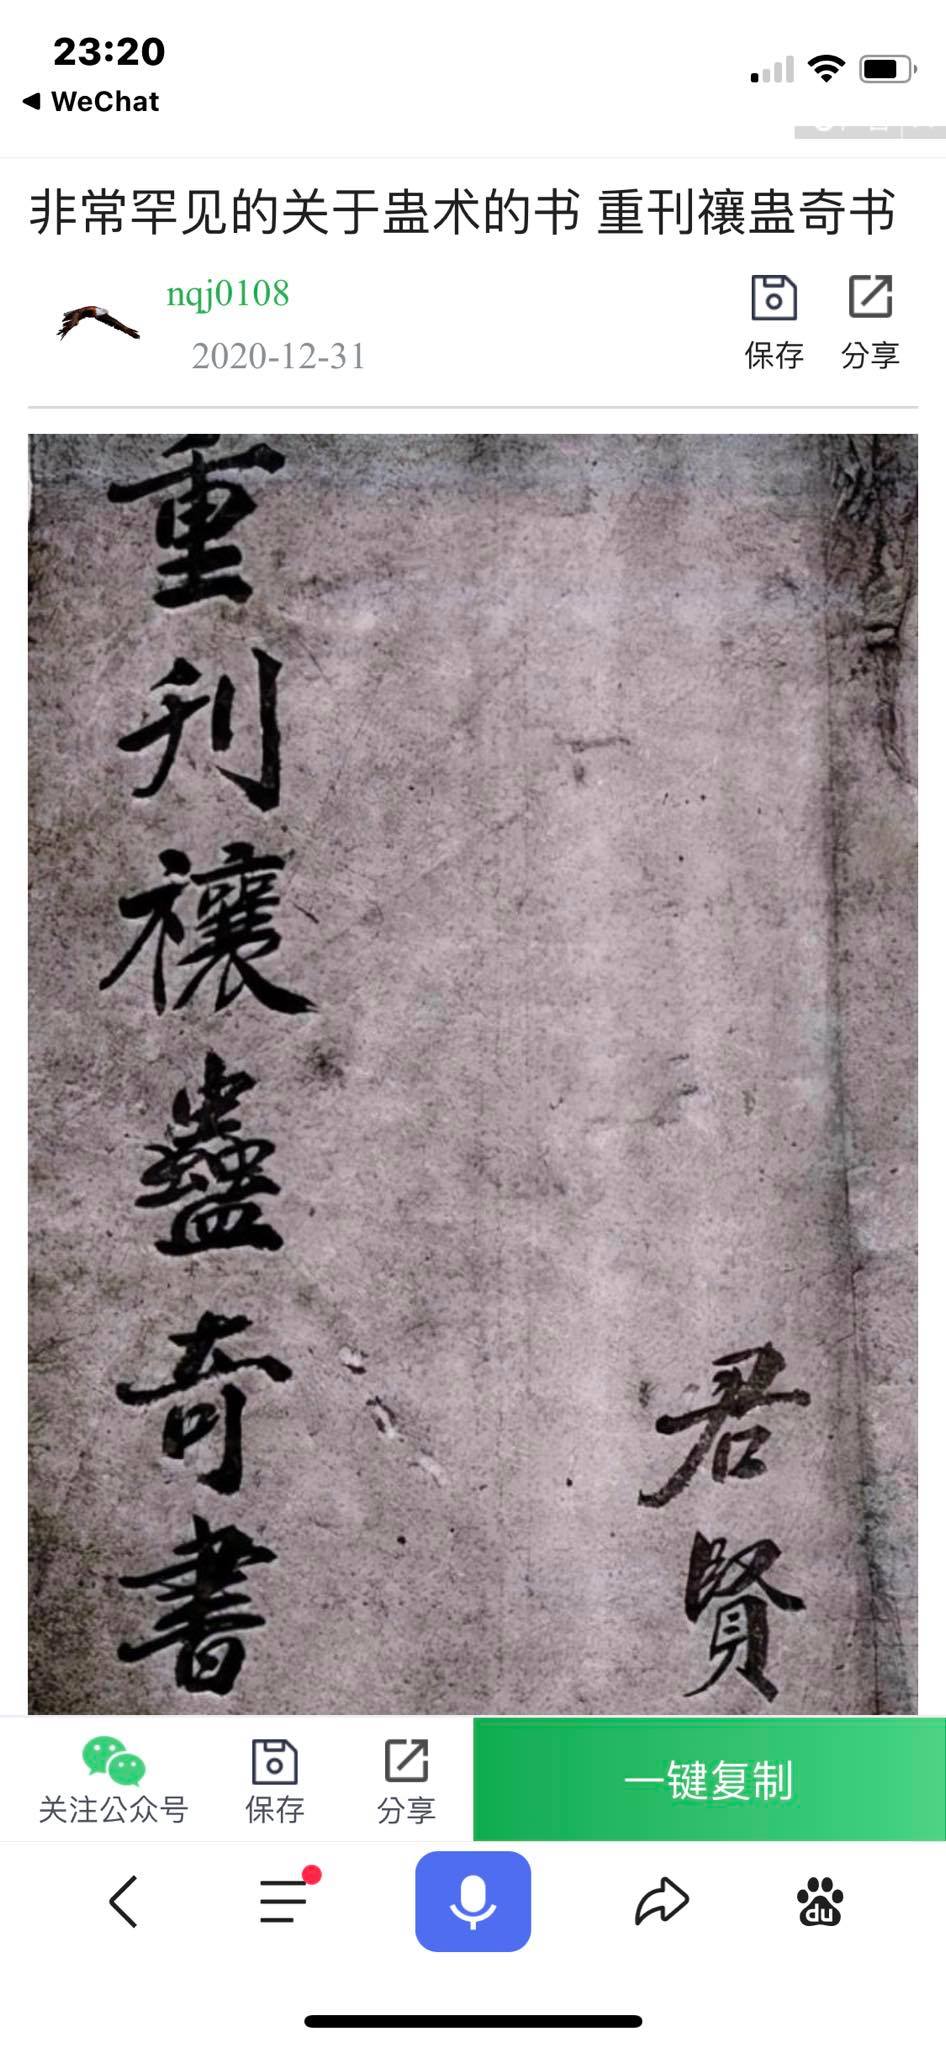 23:20
WeChat
非常罕见的关于蛊术的书 重刊禳蛊奇书
nqj0108
2020-12-31
保存
分享
重刊禳蠱奇書
君賢
关注公众号
保存
分享
一键复制
du